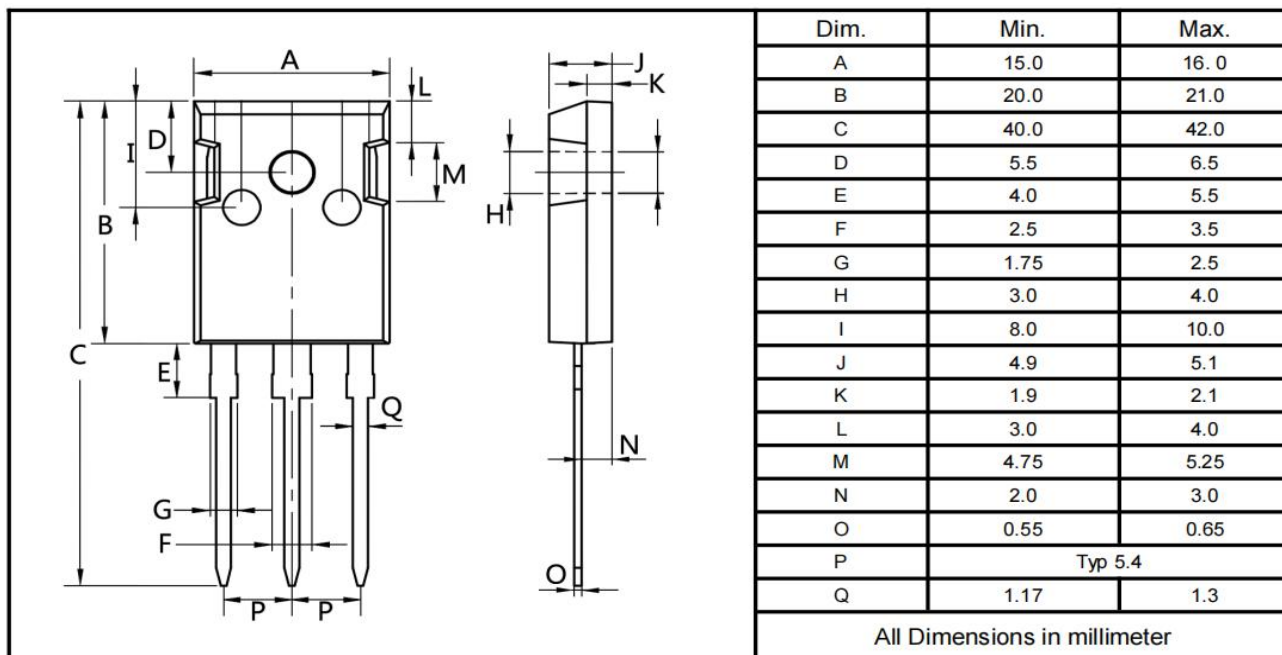 A
L
D
I
M
B
C
E
Q
G
F
P P
J
K
H
N
O
Dim. Min. Max.
A 15.0 16. 0
B 20.0 21.0
C 40.0 42.0
D 5.5 6.5
E 4.0 5.5
F 2.5 3.5
G 1.75 2.5
H 3.0 4.0
I 8.0 10.0
J 4.9 5.1
K 1.9 2.1
L 3.0 4.0
M 4.75 5.25
N 2.0 3.0
O 0.55 0.65
P Typ 5.4
Q 1.17 1.3
All Dimensions in millimeter